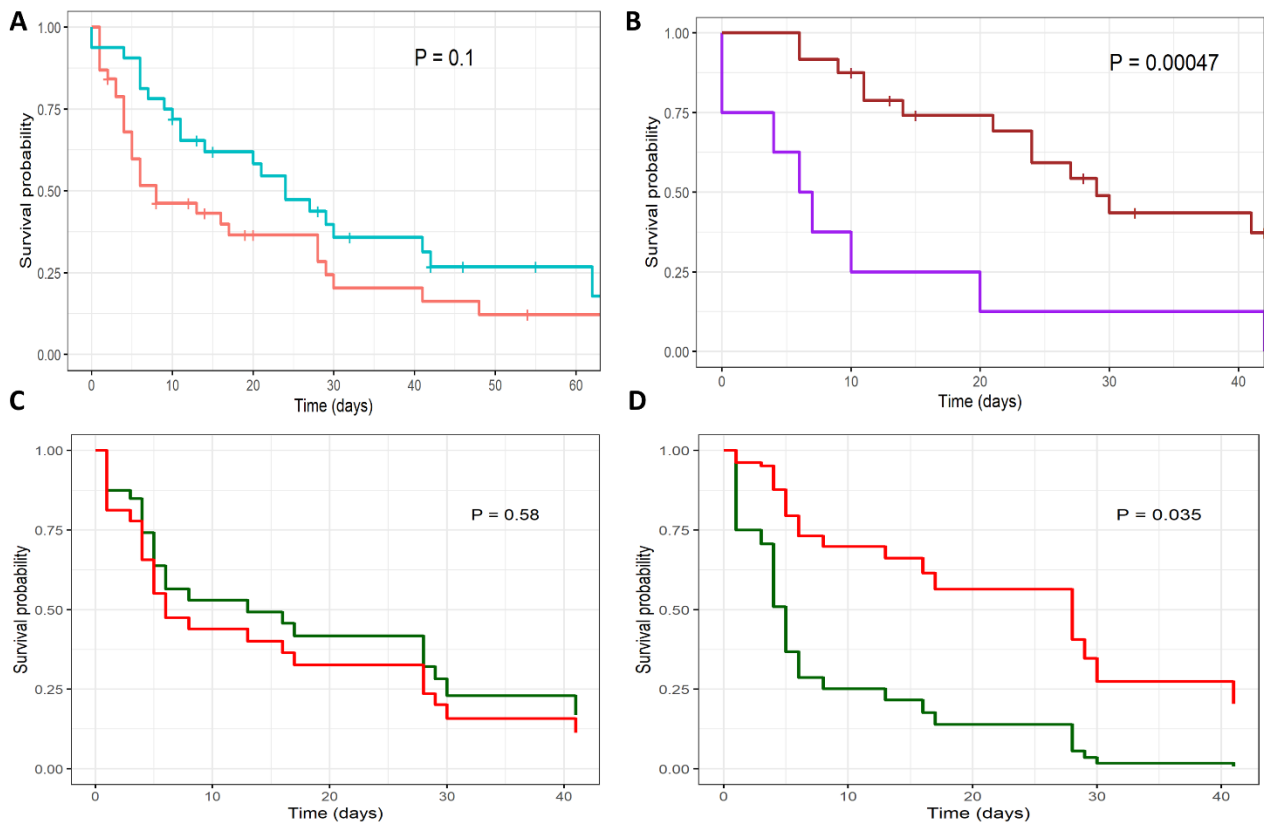 A
P = 0.1
Survival probability
1.00
0.75
0.50
0.25
0.00
0 10 20 30 40 50 60
Time (days)
B
P = 0.00047
Survival probability
1.00
0.75
0.50
0.25
0.00
0 10 20 30 40
Time (days)
C
P = 0.58
Survival probability
1.00
0.75
0.50
0.25
0.00
0 10 20 30 40
Time (days)
D
P = 0.035
Survival probability
1.00
0.75
0.50
0.25
0.00
0 10 20 30 40
Time (days)